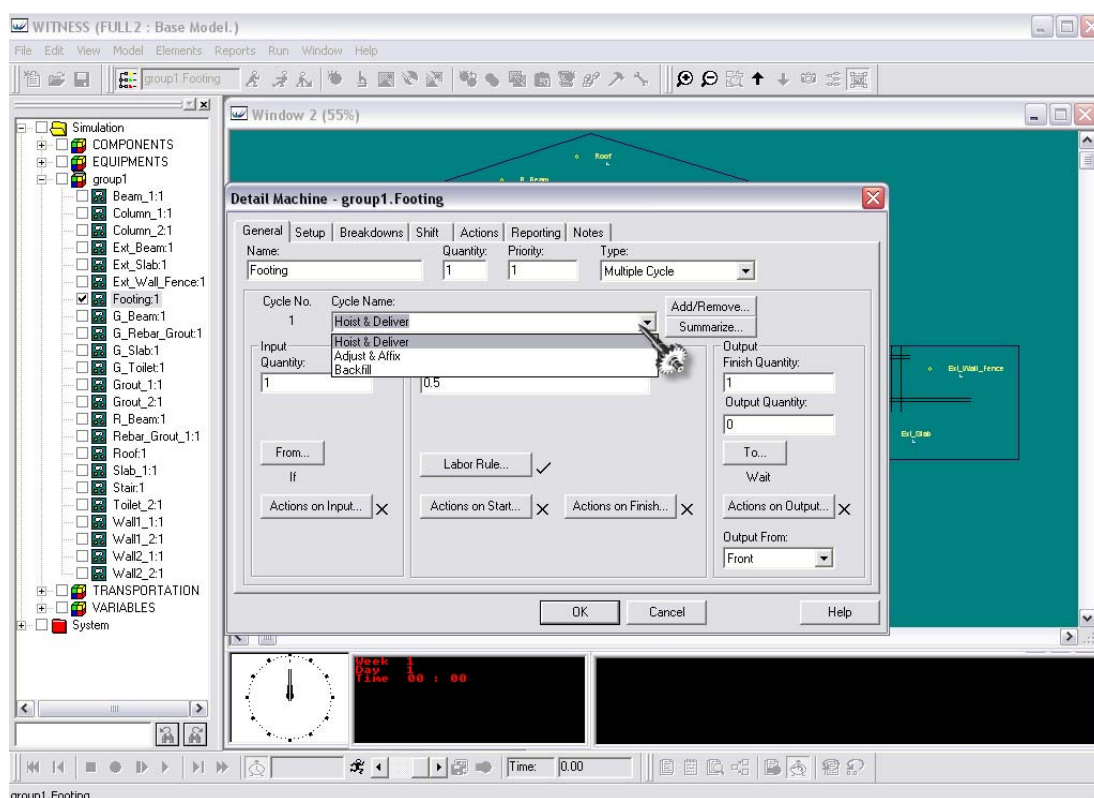 WITNESS (FULL2 : Base Model.)
File Edit View Model Elements Reports Run Window Help
group1.Footing
Simulation
COMPONENTS
EQUIPMENTS
group1
Beam_1:1
Column_1:1
Column_2:1
Ext_Beam:1
Ext_Slab:1
Ext_Wall_Fence:1
Footing:1
G_Beam:1
G_Rebar_Grout:1
G_Slab:1
G_Toilet:1
Grout_1:1
Grout_2:1
R_Beam:1
Rebar_Grout_1:1
Roof:1
Slab_1:1
Stair:1
Toilet_2:1
Wall1_1:1
Wall1_2:1
Wall2_1:1
Wall2_2:1
TRANSPORTATION
VARIABLES
System
Window 2 (55%)
Roof
R_Beam
Detail Machine - group1.Footing
General Setup Breakdowns Shift Actions Reporting Notes
Name: Quantity: Priority: Type:
Footing 1 1 Multiple Cycle
Cycle No. Cycle Name: Add/Remove...
1 Hoist & Deliver Summarize...
Hoist & Deliver
Adjust & Affix
Backfill
Input
Quantity:
1
0.5
Output
Finish Quantity:
1
Output Quantity:
0
From... Labor Rule... To...
If Wait
Actions on Input... Actions on Start... Actions on Finish... Actions on Output...
Output From:
Front
OK Cancel Help
Ext_Wall_fence
Ext_Slab
Week 1
Day 1
Time 00 : 00
Time: 0.00
group1.Footing